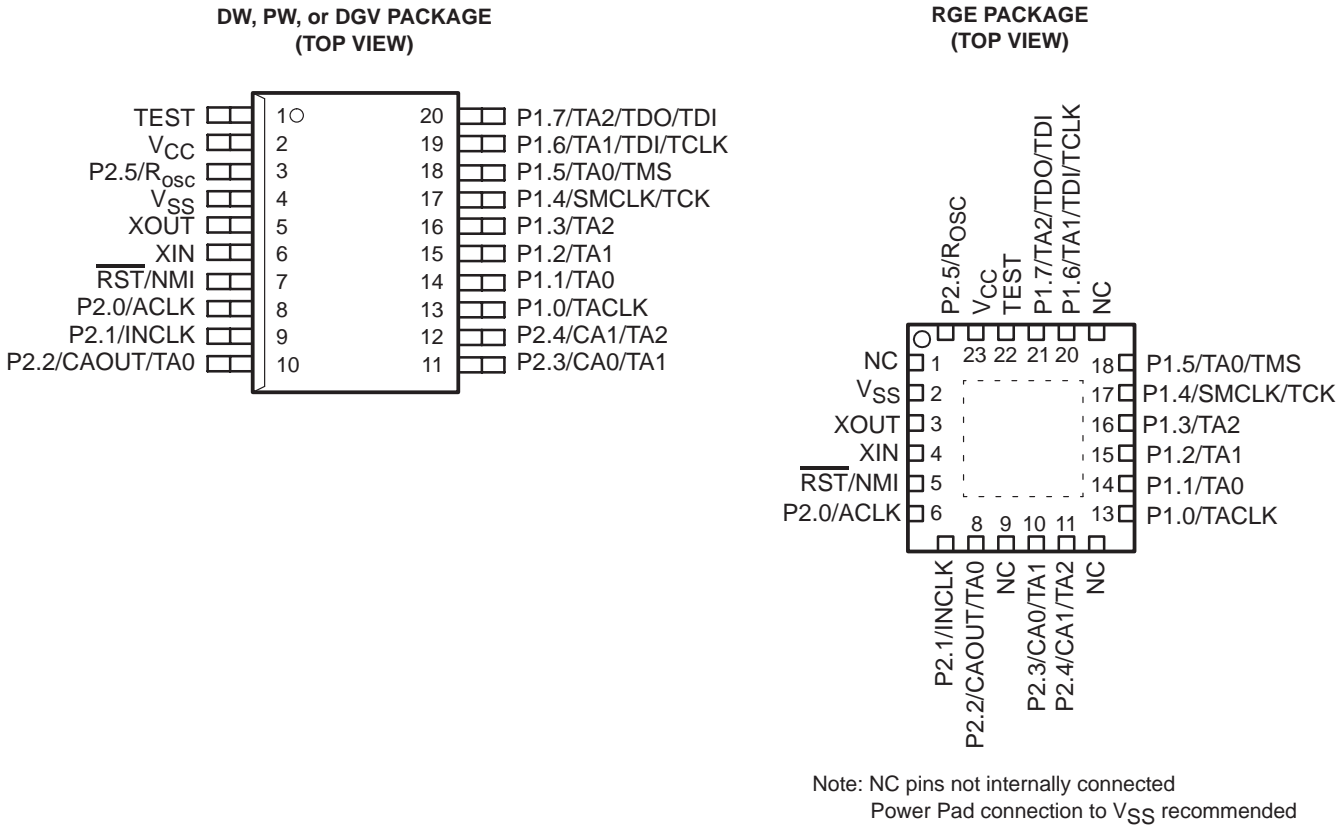 DW, PW, or DGV PACKAGE
(TOP VIEW)
TEST 1 20 P1.7/TA2/TDO/TDI
VCC 2 19 P1.6/TA1/TDI/TCLK
P2.5/Rosc 3 18 P1.5/TA0/TMS
VSS 4 17 P1.4/SMCLK/TCK
XOUT 5 16 P1.3/TA2
XIN 6 15 P1.2/TA1
RST/NMI 7 14 P1.1/TA0
P2.0/ACLK 8 13 P1.0/TACLK
P2.1/INCLK 9 12 P2.4/CA1/TA2
P2.2/CAOUT/TA0 10 11 P2.3/CA0/TA1
RGE PACKAGE
(TOP VIEW)
P2.5/ROSC
VCC
TEST
P1.7/TA2/TDO/TDI
P1.6/TA1/TDI/TCLK
NC
23 22 21 20
NC 1 18 P1.5/TA0/TMS
VSS 2 17 P1.4/SMCLK/TCK
XOUT 3 16 P1.3/TA2
XIN 4 15 P1.2/TA1
RST/NMI 5 14 P1.1/TA0
P2.0/ACLK 6 13 P1.0/TACLK
8 9 10 11
P2.1/INCLK
P2.2/CAOUT/TA0
NC
P2.3/CA0/TA1
P2.4/CA1/TA2
NC
Note: NC pins not internally connected
Power Pad connection to VSS recommended